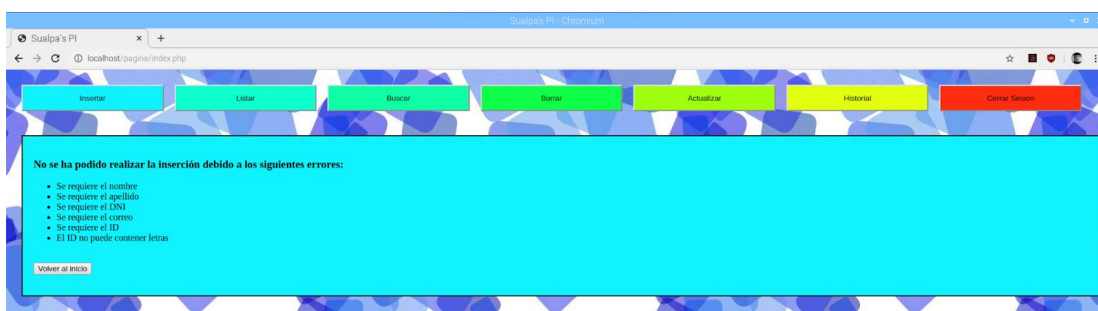 Sualpa's PI - Chromium
Sualpa's PI
localhost/pagina/index.php
Insertar
Listar
Buscar
Borrar
Actualizar
Historial
Cerrar Sesion
No se ha podido realizar la inserción debido a los siguientes errores:
Se requiere el nombre
Se requiere el apellido
Se requiere el DNI
Se requiere el correo
Se requiere el ID
El ID no puede contener letras
Volver al Inicio